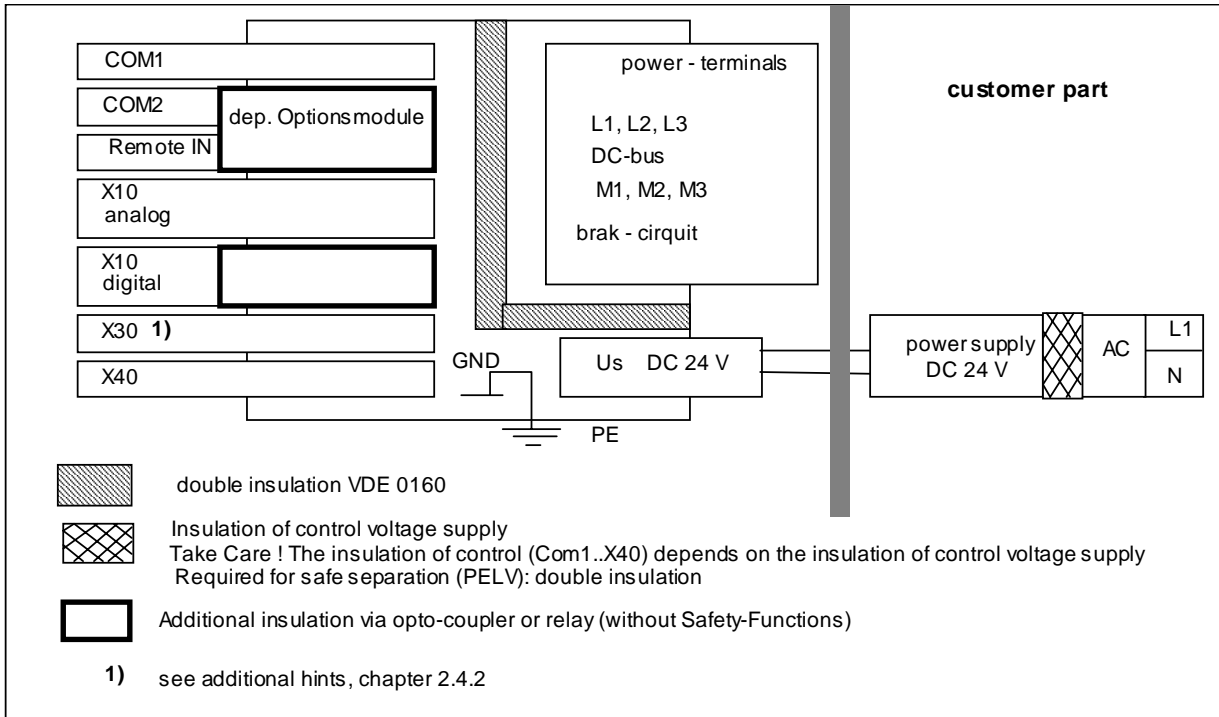 COM1
COM2
dep. Optionsmodule
Remote IN
X10
analog
X10
digital
X30 1)
X40
GND
PE
power - terminals
L1, L2, L3
DC-bus
M1, M2, M3
brak - cirquit
Us DC 24 V
customer part
power supply
DC 24 V
AC
L1
N
double insulation VDE 0160
Insulation of control voltage supply
Take Care ! The insulation of control (Com1..X40) depends on the insulation of control voltage supply
Required for safe separation (PELV): double insulation
Additional insulation via opto-coupler or relay (without Safety-Functions)
1) see additional hints, chapter 2.4.2